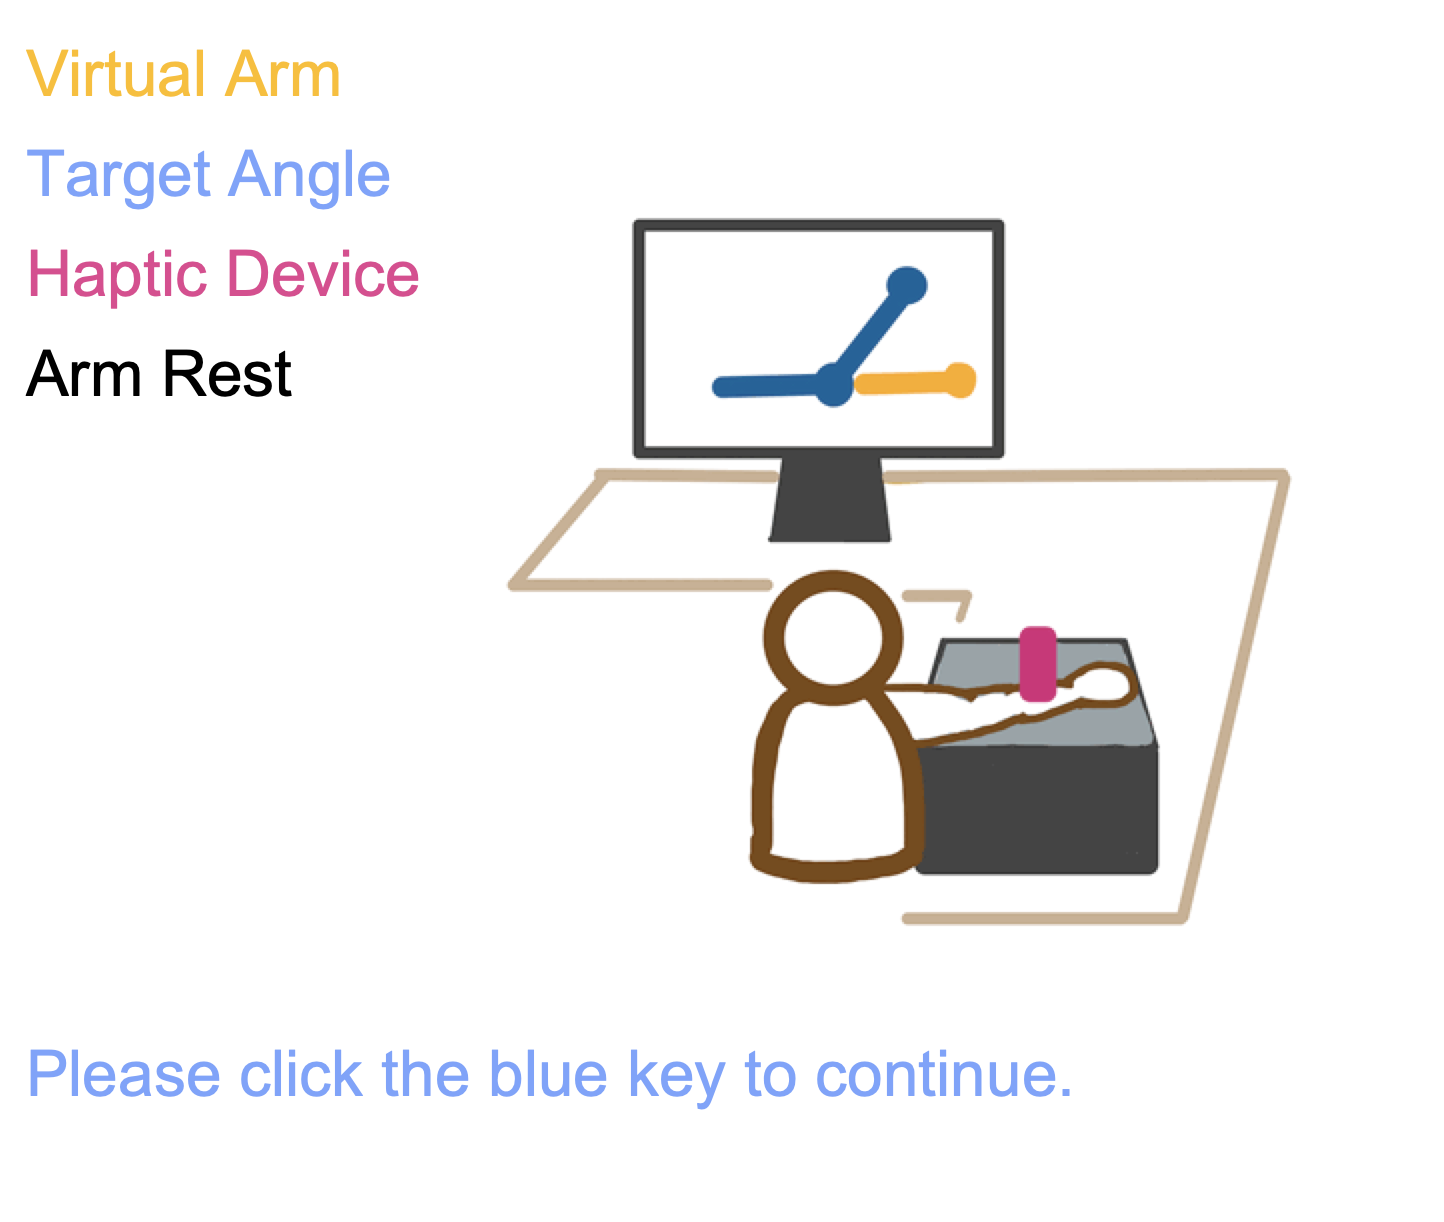 Virtual Arm
Target Angle
Haptic Device
Arm Rest
Please click the blue key to continue.